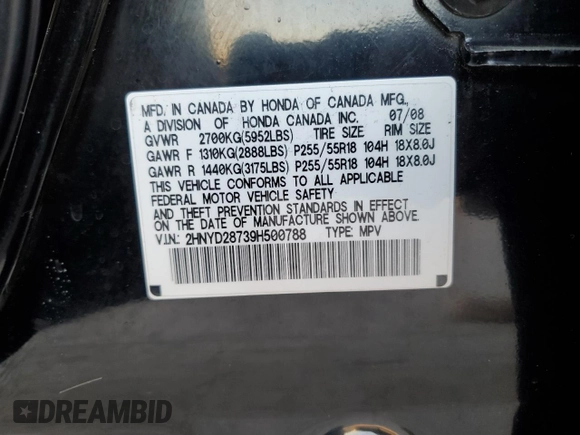 MFD. IN CANADA BY HONDA OF CANADA MFG.,
A DIVISION OF HONDA CANADA INC. 07/08
GVWR 2700KG(5952LBS) TIRE SIZE RIM SIZE
GAWR F 1310KG(2888LBS) P255/55R18 104H 18X8.0J
GAWR R 1440KG(3175LBS) P255/55R18 104H 18X8.0J
THIS VEHICLE CONFORMS TO ALL APPLICABLE
FEDERAL MOTOR VEHICLE SAFETY
AND THEFT PREVENTION STANDARDS IN EFFECT
ON THE DATE OF MANUFACTURE SHOWN ABOVE.
V.I.N.: 2HNYD28739H500788 TYPE: MPV
DREAMBID